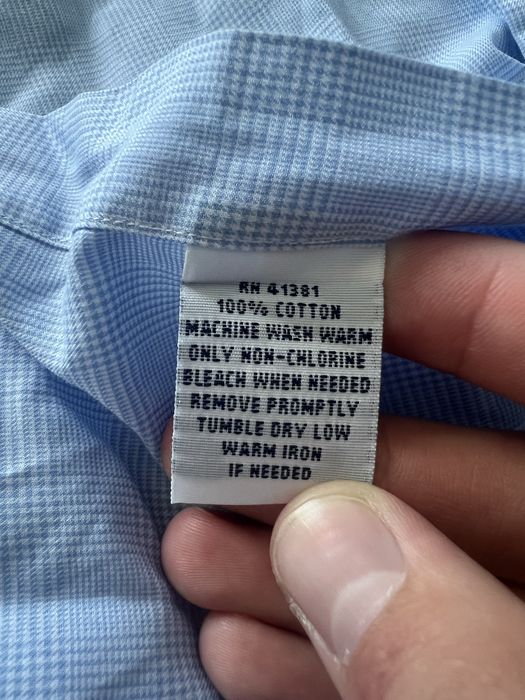 RN 41381
100% COTTON
MACHINE WASH WARM
ONLY NON-CHLORINE
BLEACH WHEN NEEDED
REMOVE PROMPTLY
TUMBLE DRY LOW
WARM IRON
IF NEEDED